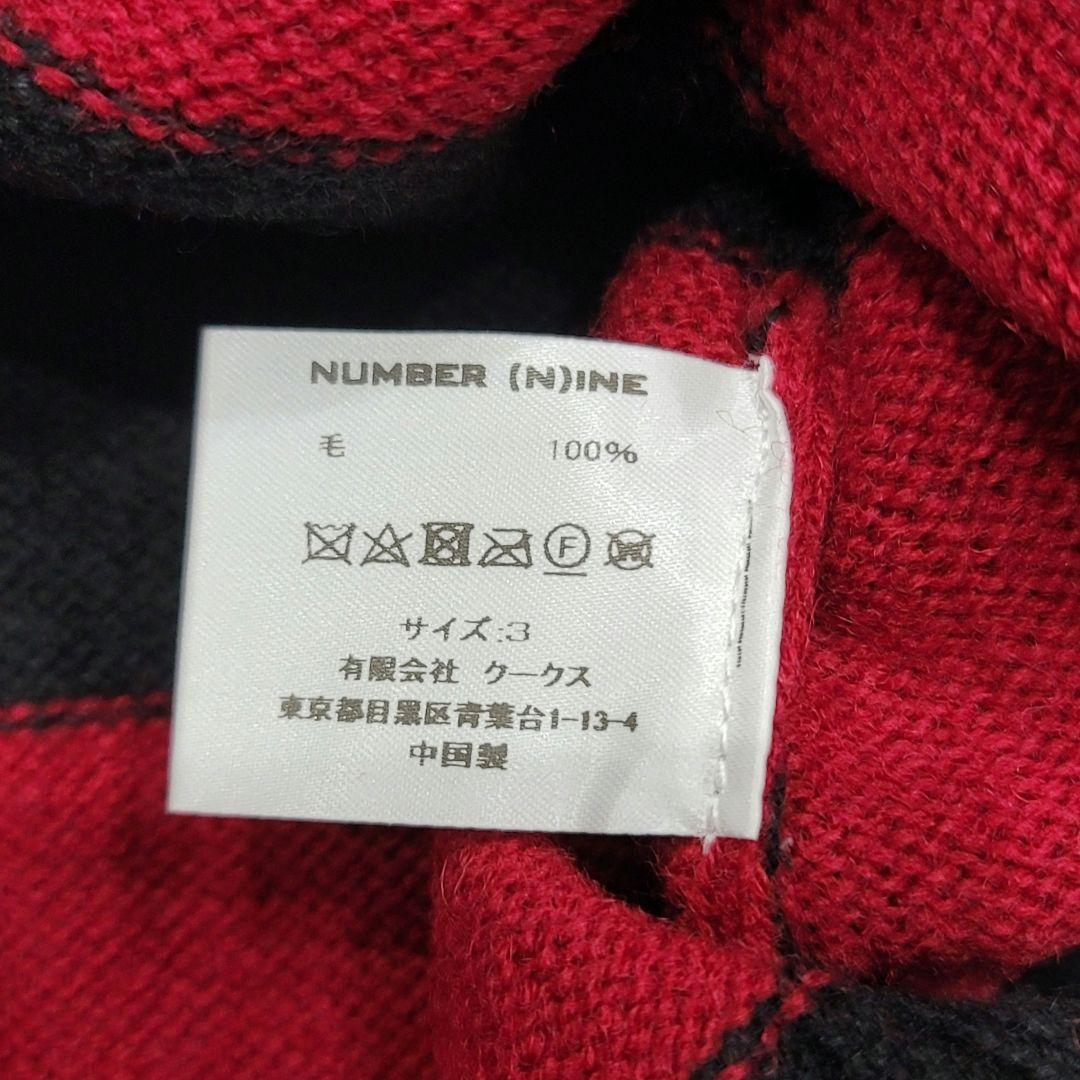 NUMBER (N)INE
毛 100%
F W
サイズ:3
有限会社 クークス
東京都目黒区青葉台1-13-4
中国製